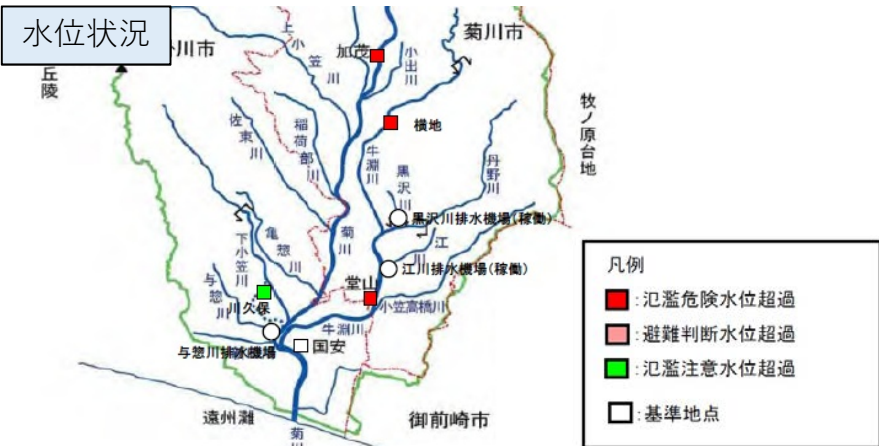 水位状況
掛川市
菊川市
丘陵
上小笠川
加茂
小出川
牧ノ原台地
横地
佐束川
稲荷部川
牛淵川
黒沢川
丹野川
黒沢川排水機場(稼働)
菊川
江川
江川排水機場(稼働)
亀惣川
下小笠川
与惣川
川久保
堂山
小笠高橋川
牛淵川
国安
与惣川排水機場
遠州灘
御前崎市
菊川
凡例
:氾濫危険水位超過
:避難判断水位超過
:氾濫注意水位超過
:基準地点